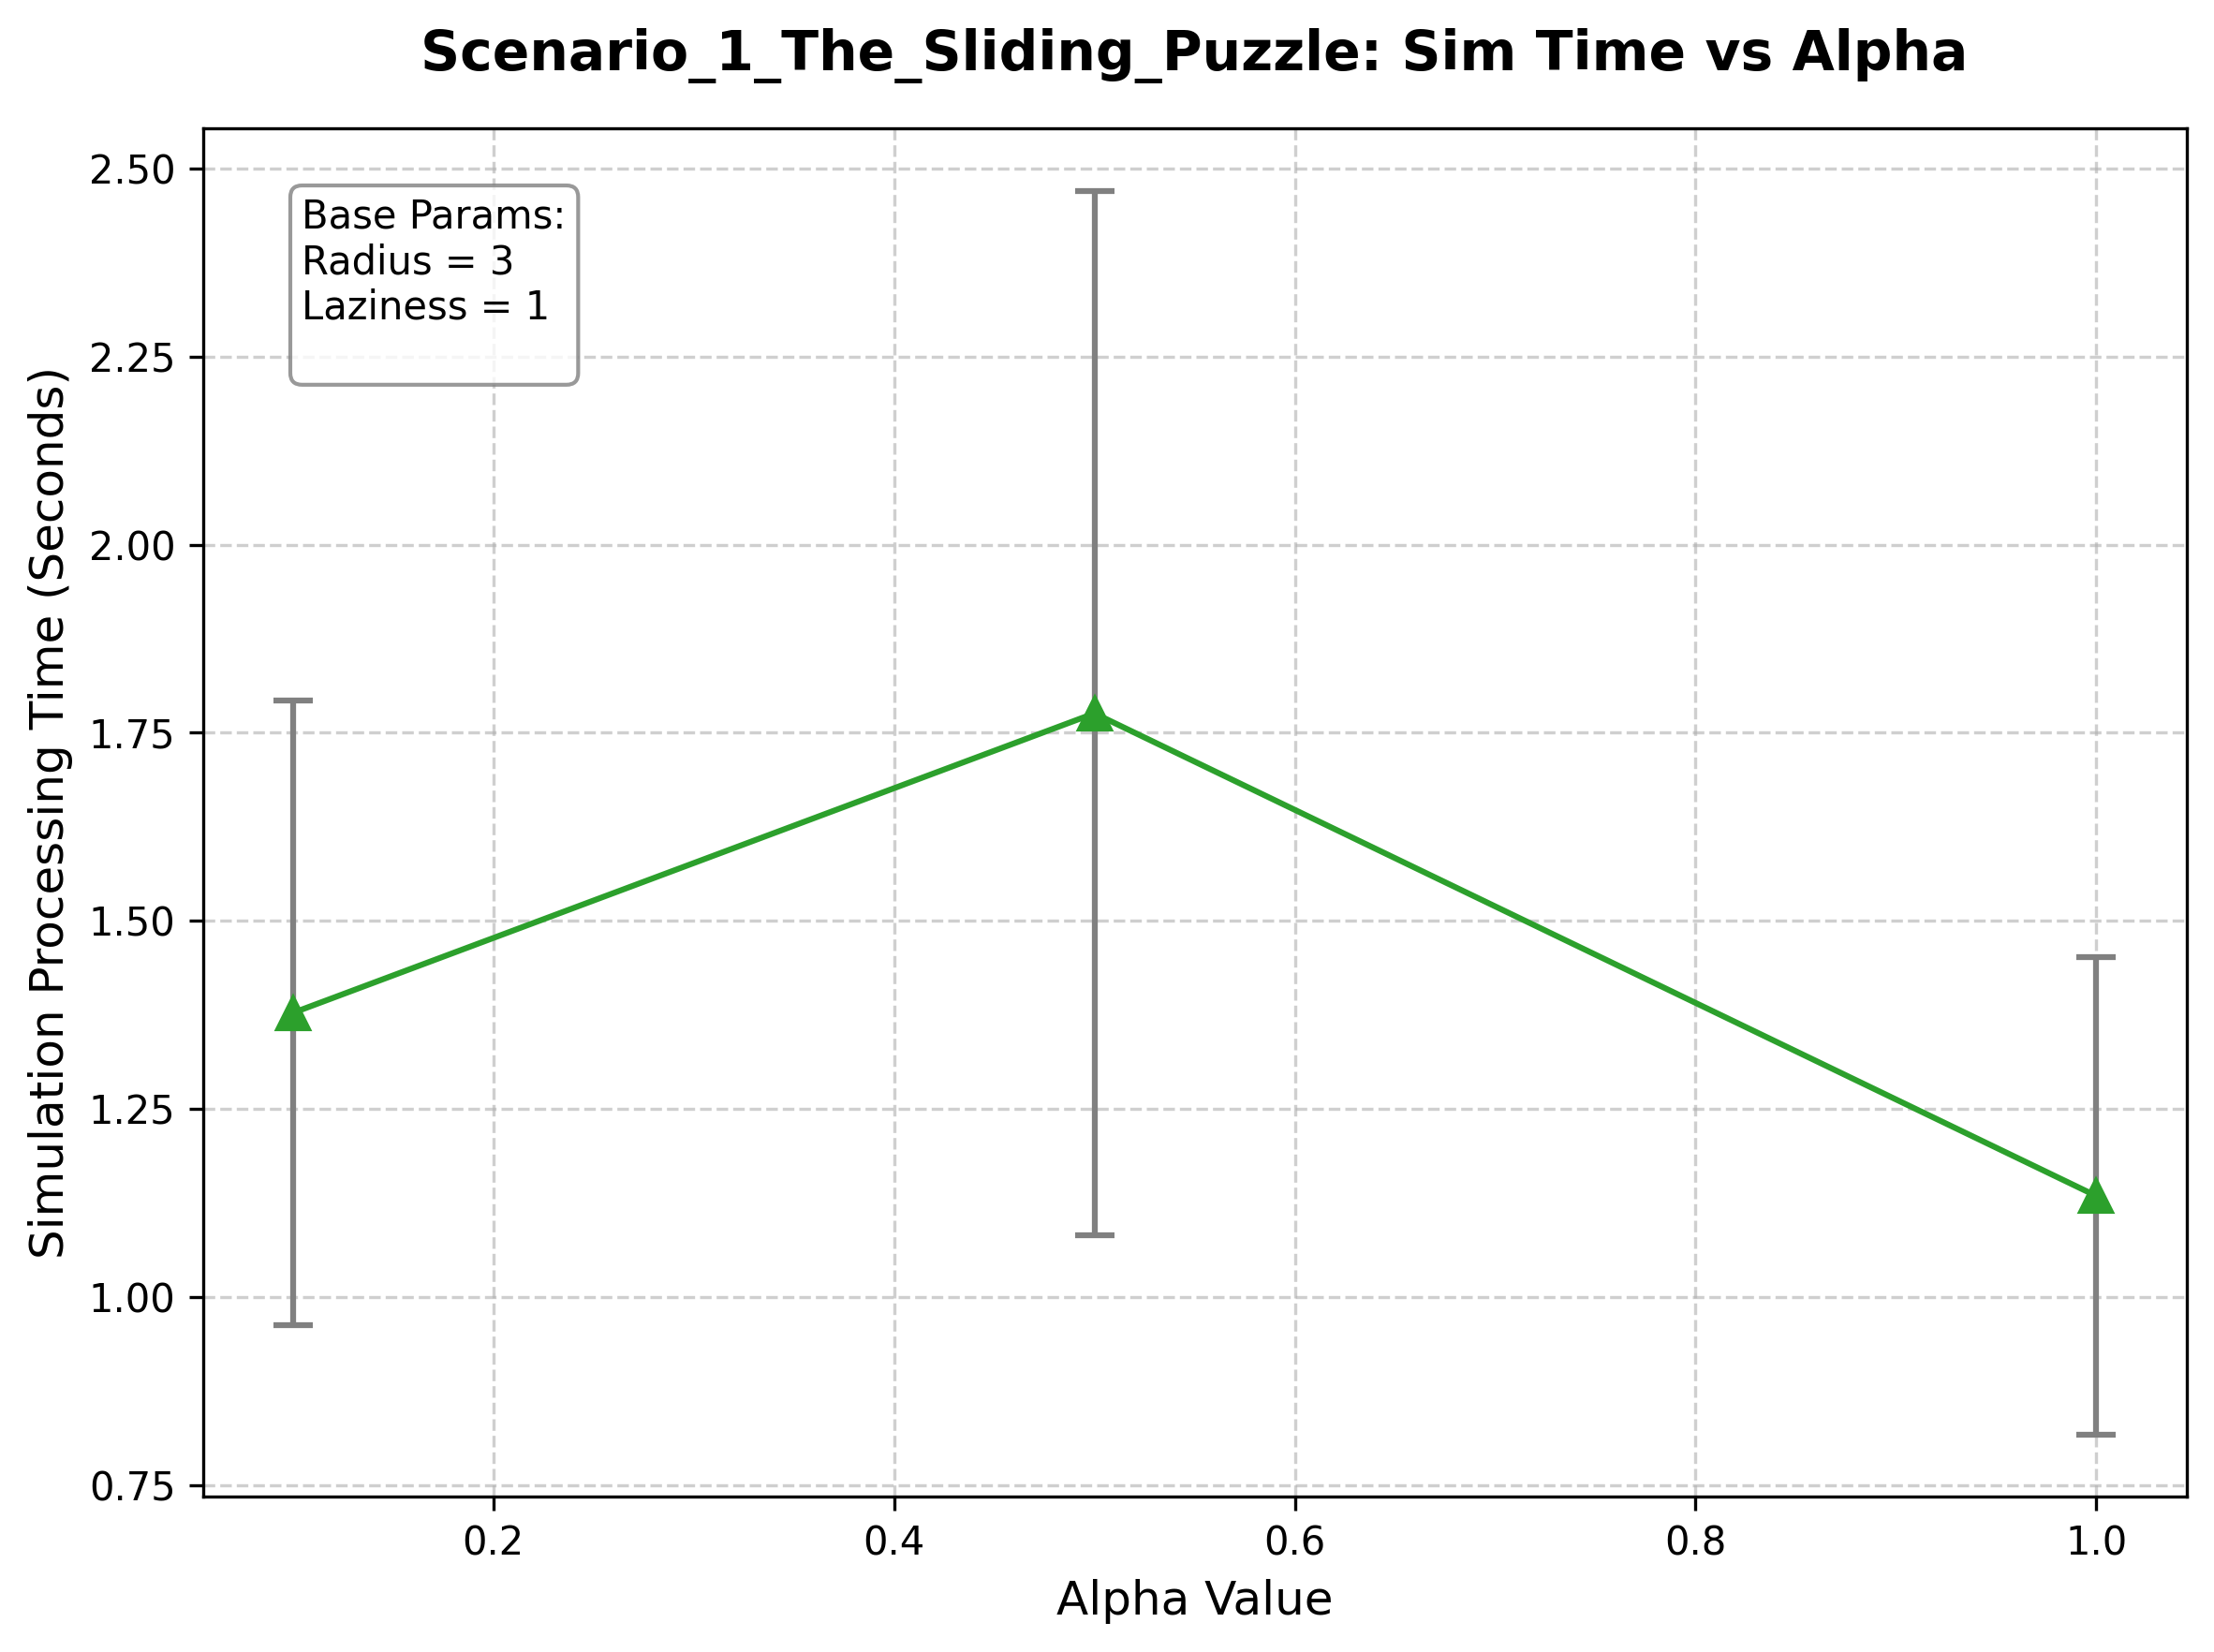 Scenario_1_The_Sliding_Puzzle: Sim Time vs Alpha
Simulation Processing Time (Seconds)
2.50
2.25
2.00
1.75
1.50
1.25
1.00
0.75
Base Params:
Radius = 3
Laziness = 1
0.2
0.4
0.6
0.8
1.0
Alpha Value